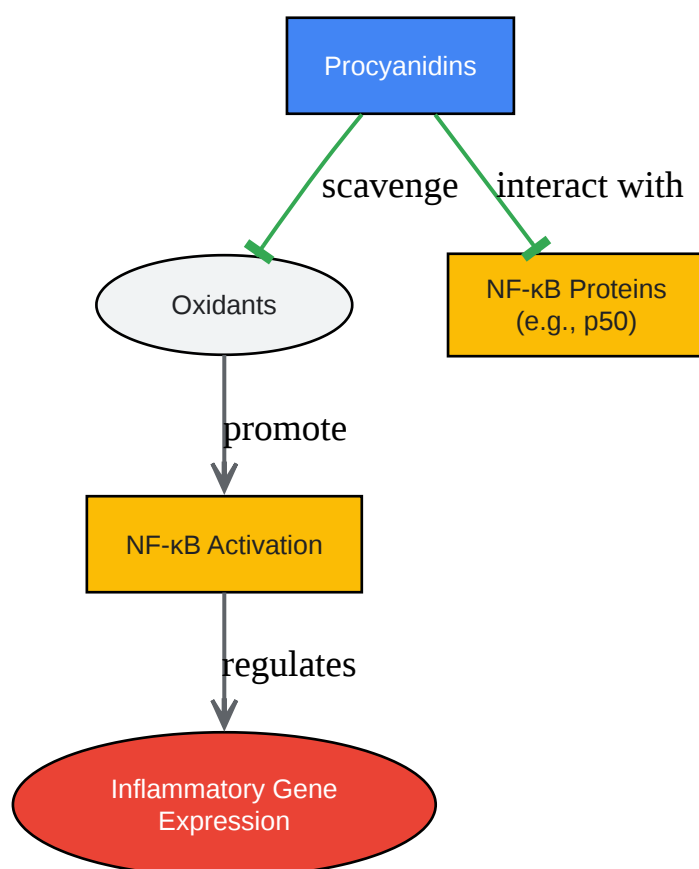 Procyanidins
scavenge
interact with
Oxidants
NF-κB Proteins
(e.g., p50)
promote
NF-κB Activation
regulates
Inflammatory Gene
Expression